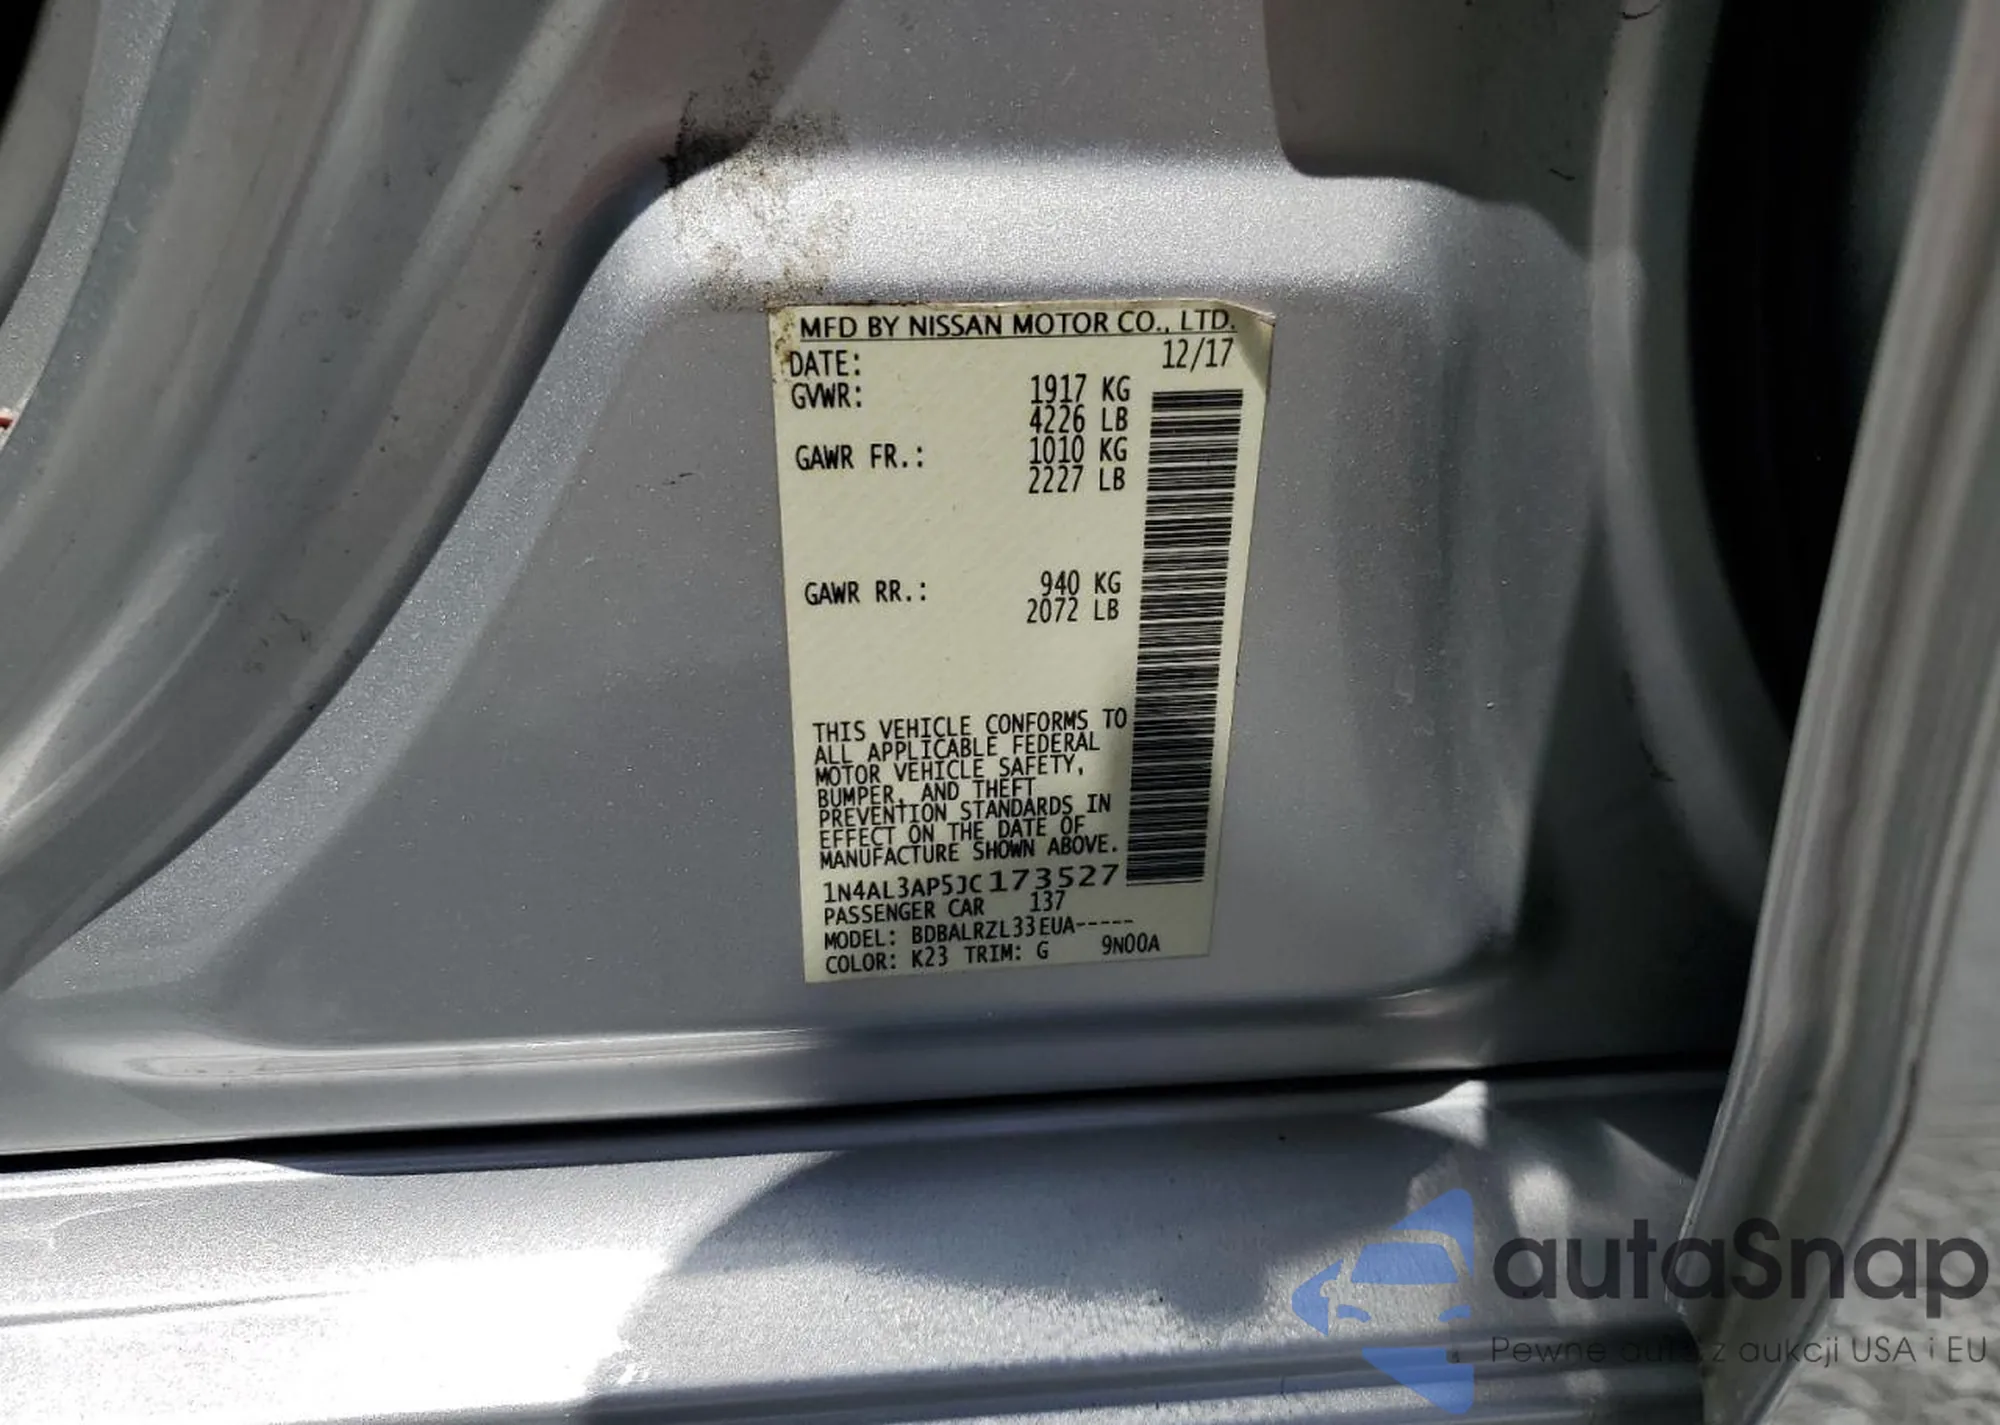 MFD BY NISSAN MOTOR CO., LTD.
DATE: 12/17
GVWR: 1917 KG
4226 LB
GAWR FR.: 1010 KG
2227 LB
GAWR RR.: 940 KG
2072 LB
THIS VEHICLE CONFORMS TO
ALL APPLICABLE FEDERAL
MOTOR VEHICLE SAFETY,
BUMPER, AND THEFT
PREVENTION STANDARDS IN
EFFECT ON THE DATE OF
MANUFACTURE SHOWN ABOVE.
1N4AL3AP5JC173527
PASSENGER CAR 137
MODEL: BDBALRZL33EUA-----
COLOR: K23 TRIM: G 9N00A
autaSnap
Pewne auta z aukcji USA i EU